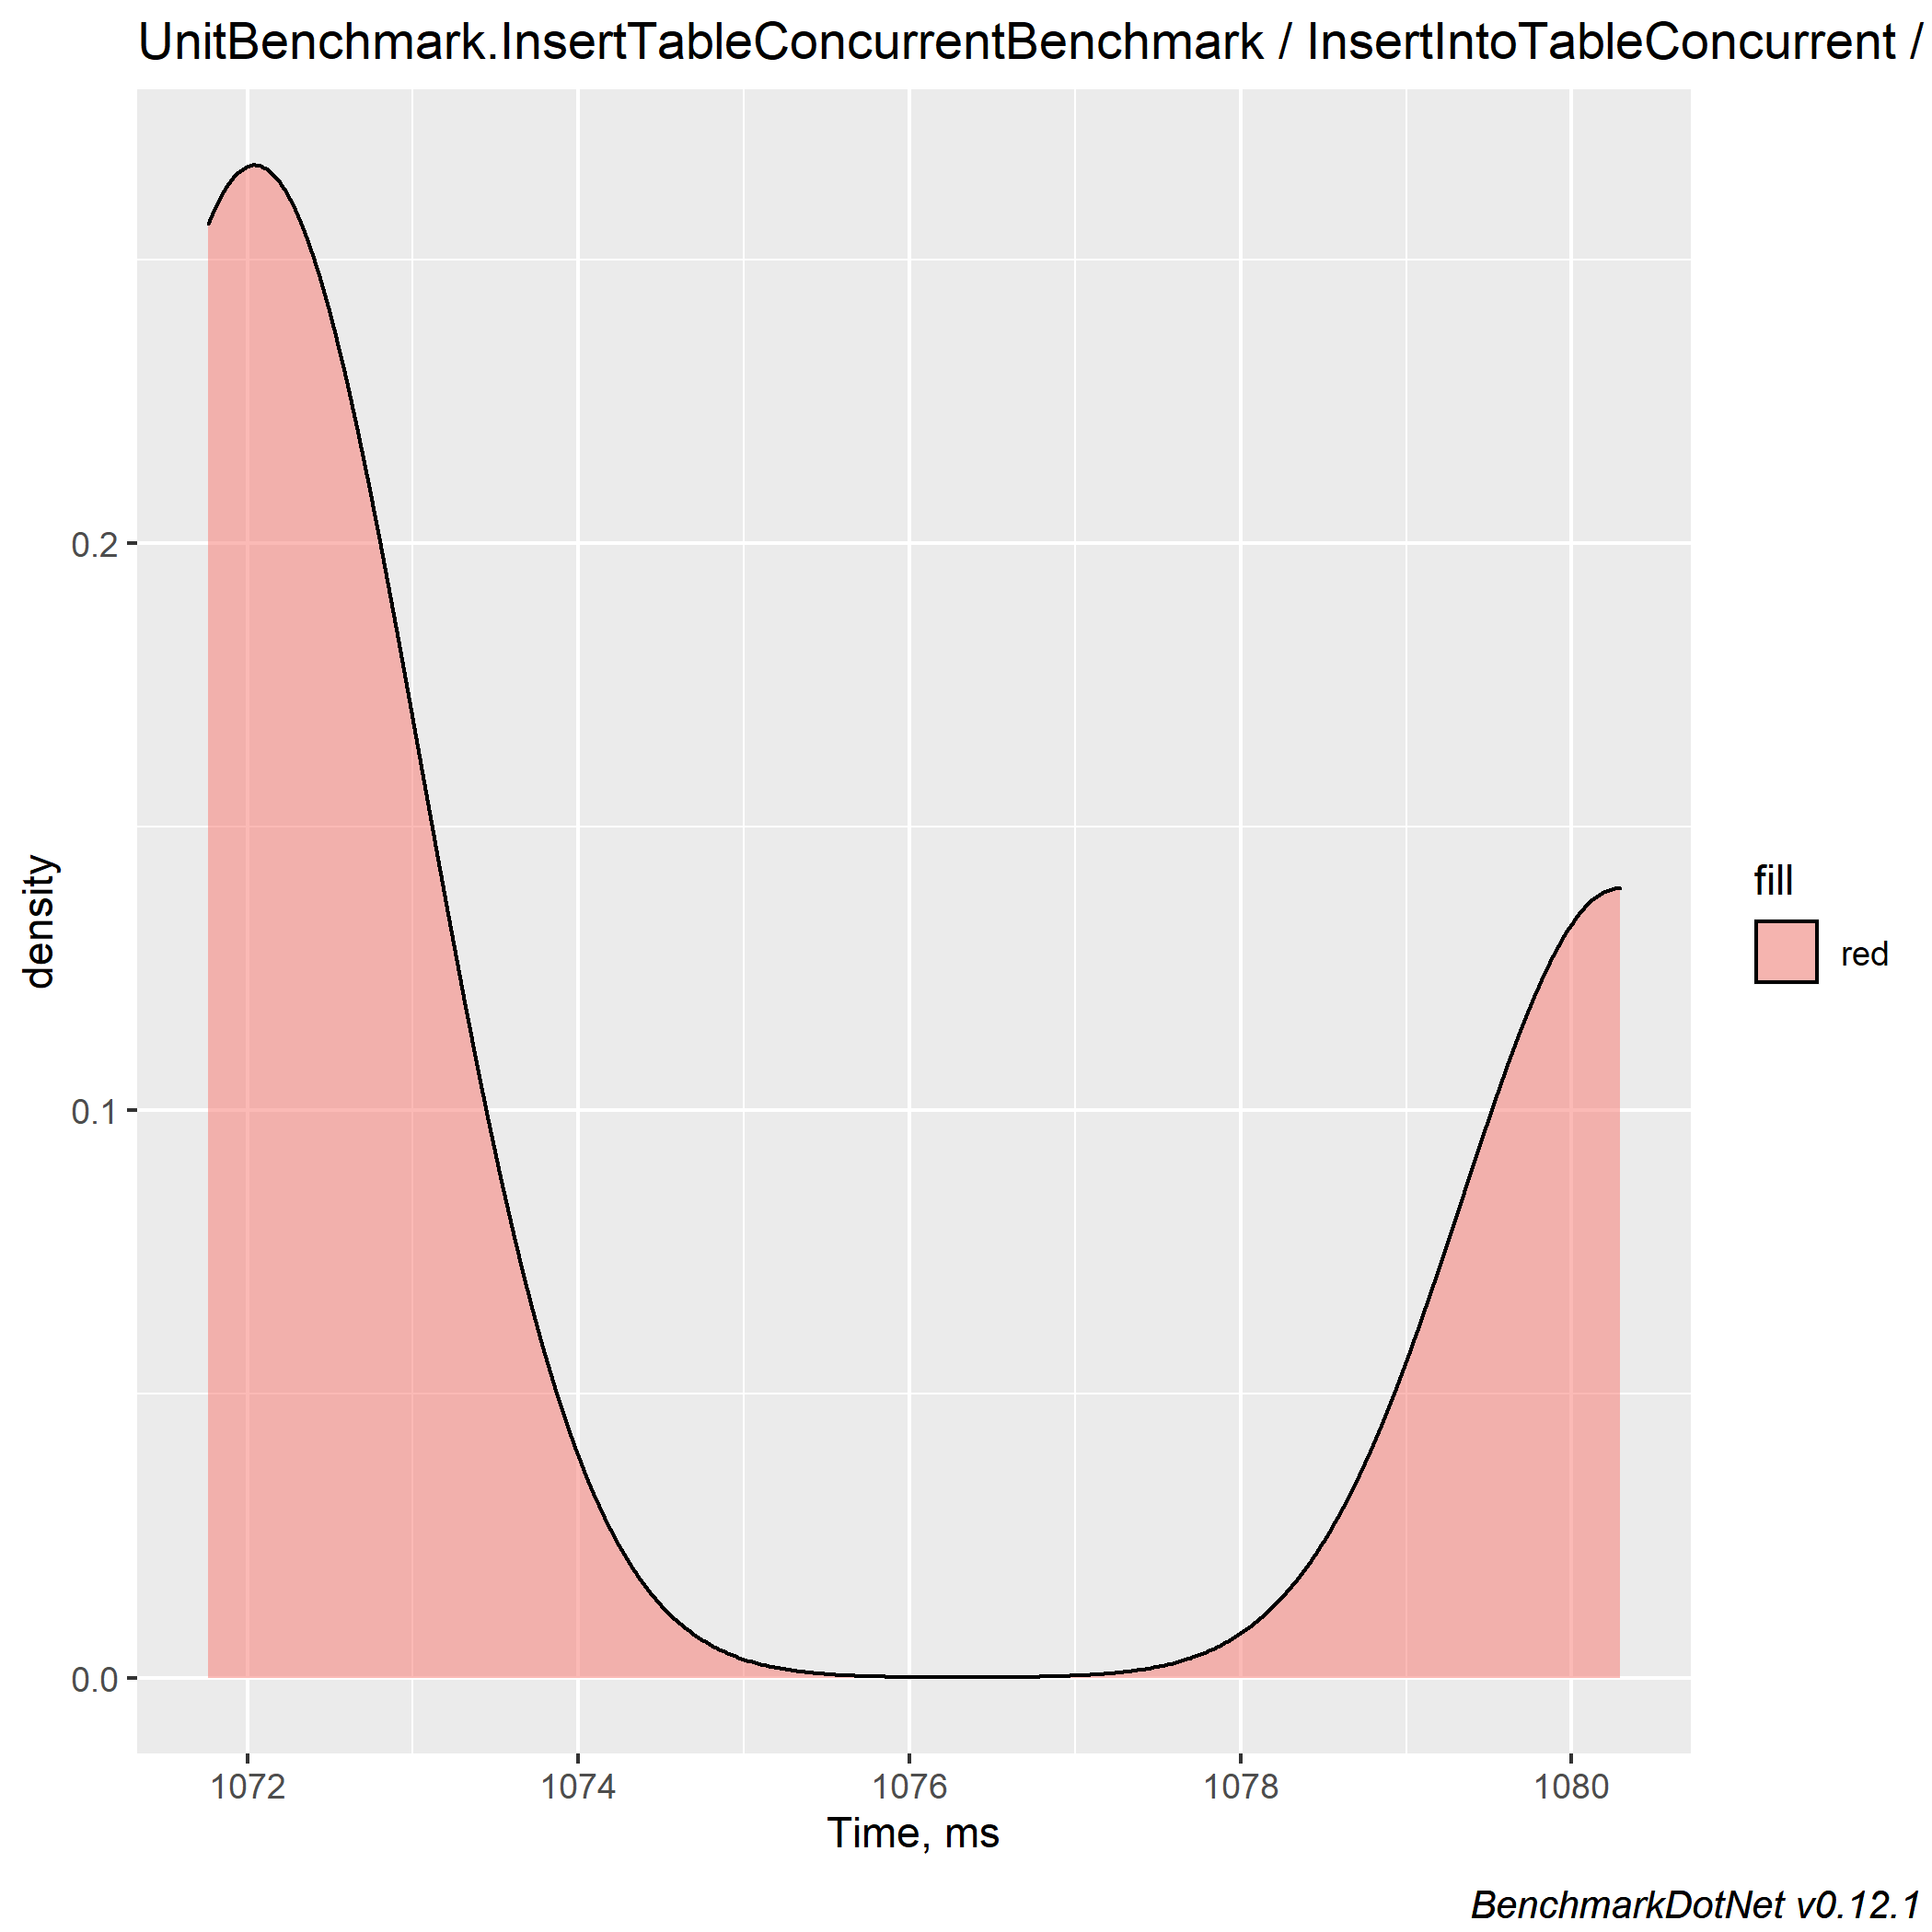 UnitBenchmark.InsertTableConcurrentBenchmark / InsertIntoTableConcurrent /
0.2
0.1
0.0
density
1072 1074 1076 1078 1080
Time, ms
fill
red
BenchmarkDotNet v0.12.1